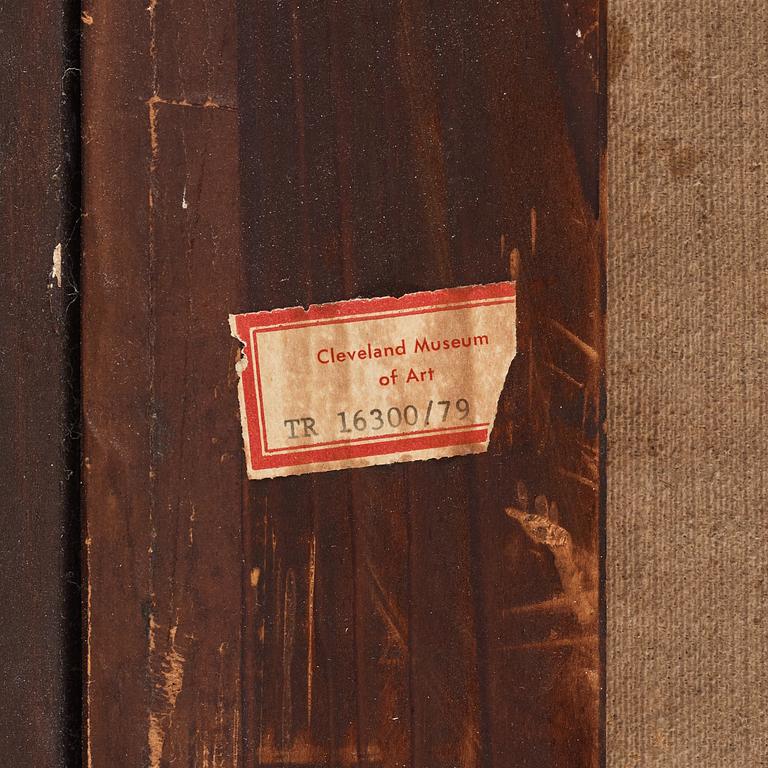 Cleveland Museum
of Art
TR 16300/79